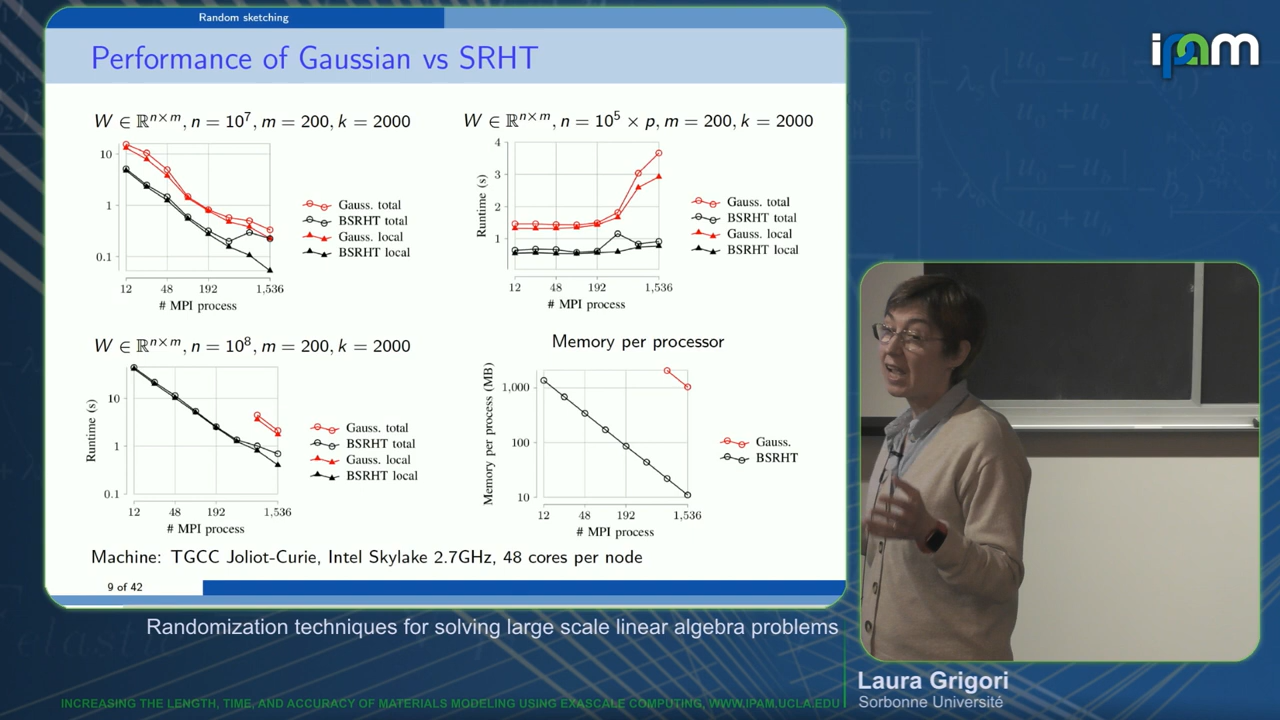 Random sketching
Performance of Gaussian vs SRHT
W ∈ ℝⁿˣᵐ, n = 10⁷, m = 200, k = 2000
10
1
0.1
12
48
192
1,536
# MPI process
Gauss. total
BSRHT total
Gauss. local
BSRHT local
W ∈ ℝⁿˣᵐ, n = 10⁵ × p, m = 200, k = 2000
Runtime (s)
4
3
2
1
12
48
192
1,536
# MPI process
Gauss. total
BSRHT total
Gauss. local
BSRHT local
W ∈ ℝⁿˣᵐ, n = 10⁸, m = 200, k = 2000
Runtime (s)
10
1
0.1
12
48
192
1,536
# MPI process
Gauss. total
BSRHT total
Gauss. local
BSRHT local
Memory per processor
Memory per process (MB)
1,000
100
10
12
48
192
1,536
# MPI process
Gauss.
BSRHT
Machine: TGCC Joliot-Curie, Intel Skylake 2.7GHz, 48 cores per node
9 of 42
ipam
Randomization techniques for solving large scale linear algebra problems
Laura Grigori
Sorbonne Université
INCREASING THE LENGTH, TIME, AND ACCURACY OF MATERIALS MODELING USING EXASCALE COMPUTING, WWW.IPAM.UCLA.EDU